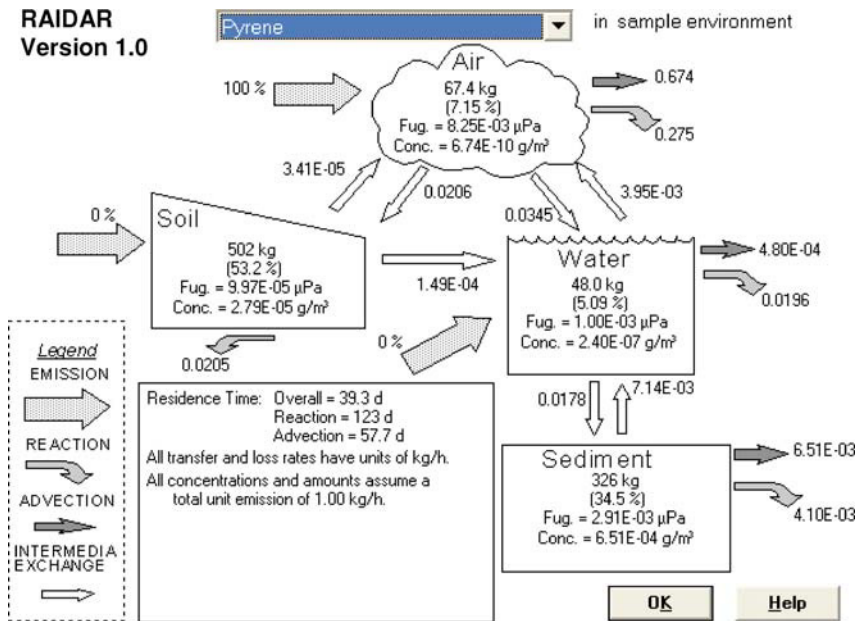 RAIDAR
Version 1.0
Pyrene
in sample environment
Air
67.4 kg
(7.15 %)
Fug. = 8.25E-03 µPa
Conc. = 6.74E-10 g/m³
100 %
0.674
0.275
3.41E-05
0.0206
0.0345
3.95E-03
0 %
Soil
502 kg
(53.2 %)
Fug. = 9.97E-05 µPa
Conc. = 2.79E-05 g/m³
1.49E-04
Water
48.0 kg
(5.09 %)
Fug. = 1.00E-03 µPa
Conc. = 2.40E-07 g/m³
4.80E-04
0.0196
0.0205
0 %
Legend
EMISSION
REACTION
ADVECTION
INTERMEDIA
EXCHANGE
Residence Time: Overall = 39.3 d
Reaction = 123 d
Advection = 57.7 d
All transfer and loss rates have units of kg/h.
All concentrations and amounts assume a
total unit emission of 1.00 kg/h.
0.0178
7.14E-03
Sediment
326 kg
(34.5 %)
Fug. = 2.91E-03 µPa
Conc. = 6.51E-04 g/m³
6.51E-03
4.10E-03
OK
Help